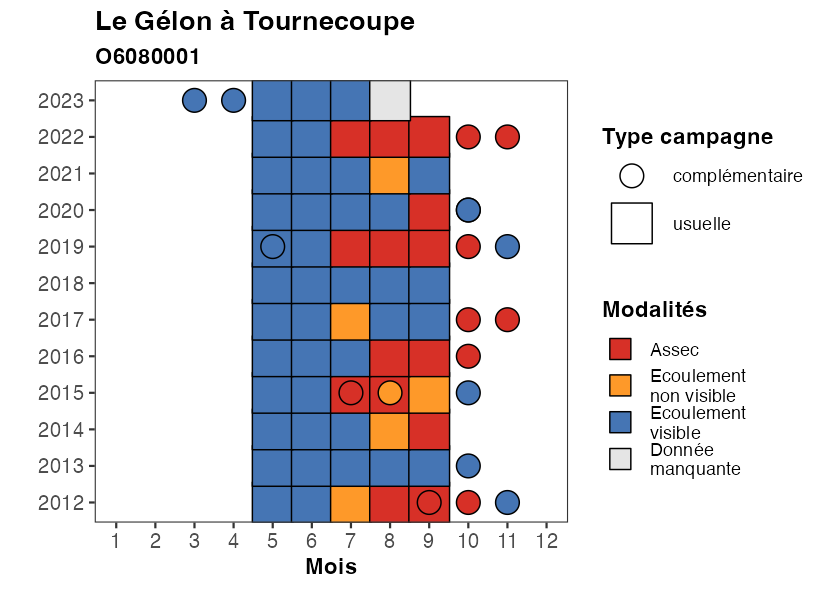 Le Gélon à Tournecoupe
O6080001
2023
2022
2021
2020
2019
2018
2017
2016
2015
2014
2013
2012
1 2 3 4 5 6 7 8 9 10 11 12
Mois
Type campagne
complémentaire
usuelle
Modalités
Assec
Ecoulement
non visible
Ecoulement
visible
Donnée
manquante